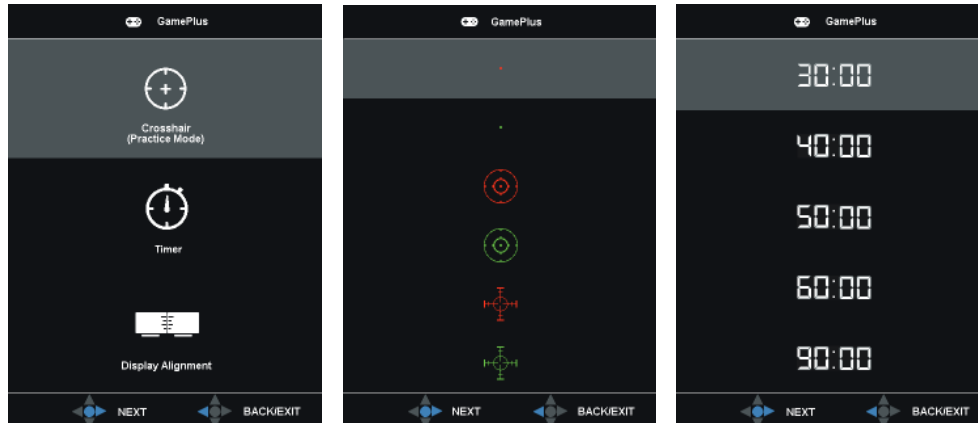 GamePlus
Crosshair
(Practice Mode)
Timer
Display Alignment
NEXT
BACK/EXIT
GamePlus
NEXT
BACK/EXIT
GamePlus
30:00
40:00
50:00
60:00
90:00
NEXT
BACK/EXIT